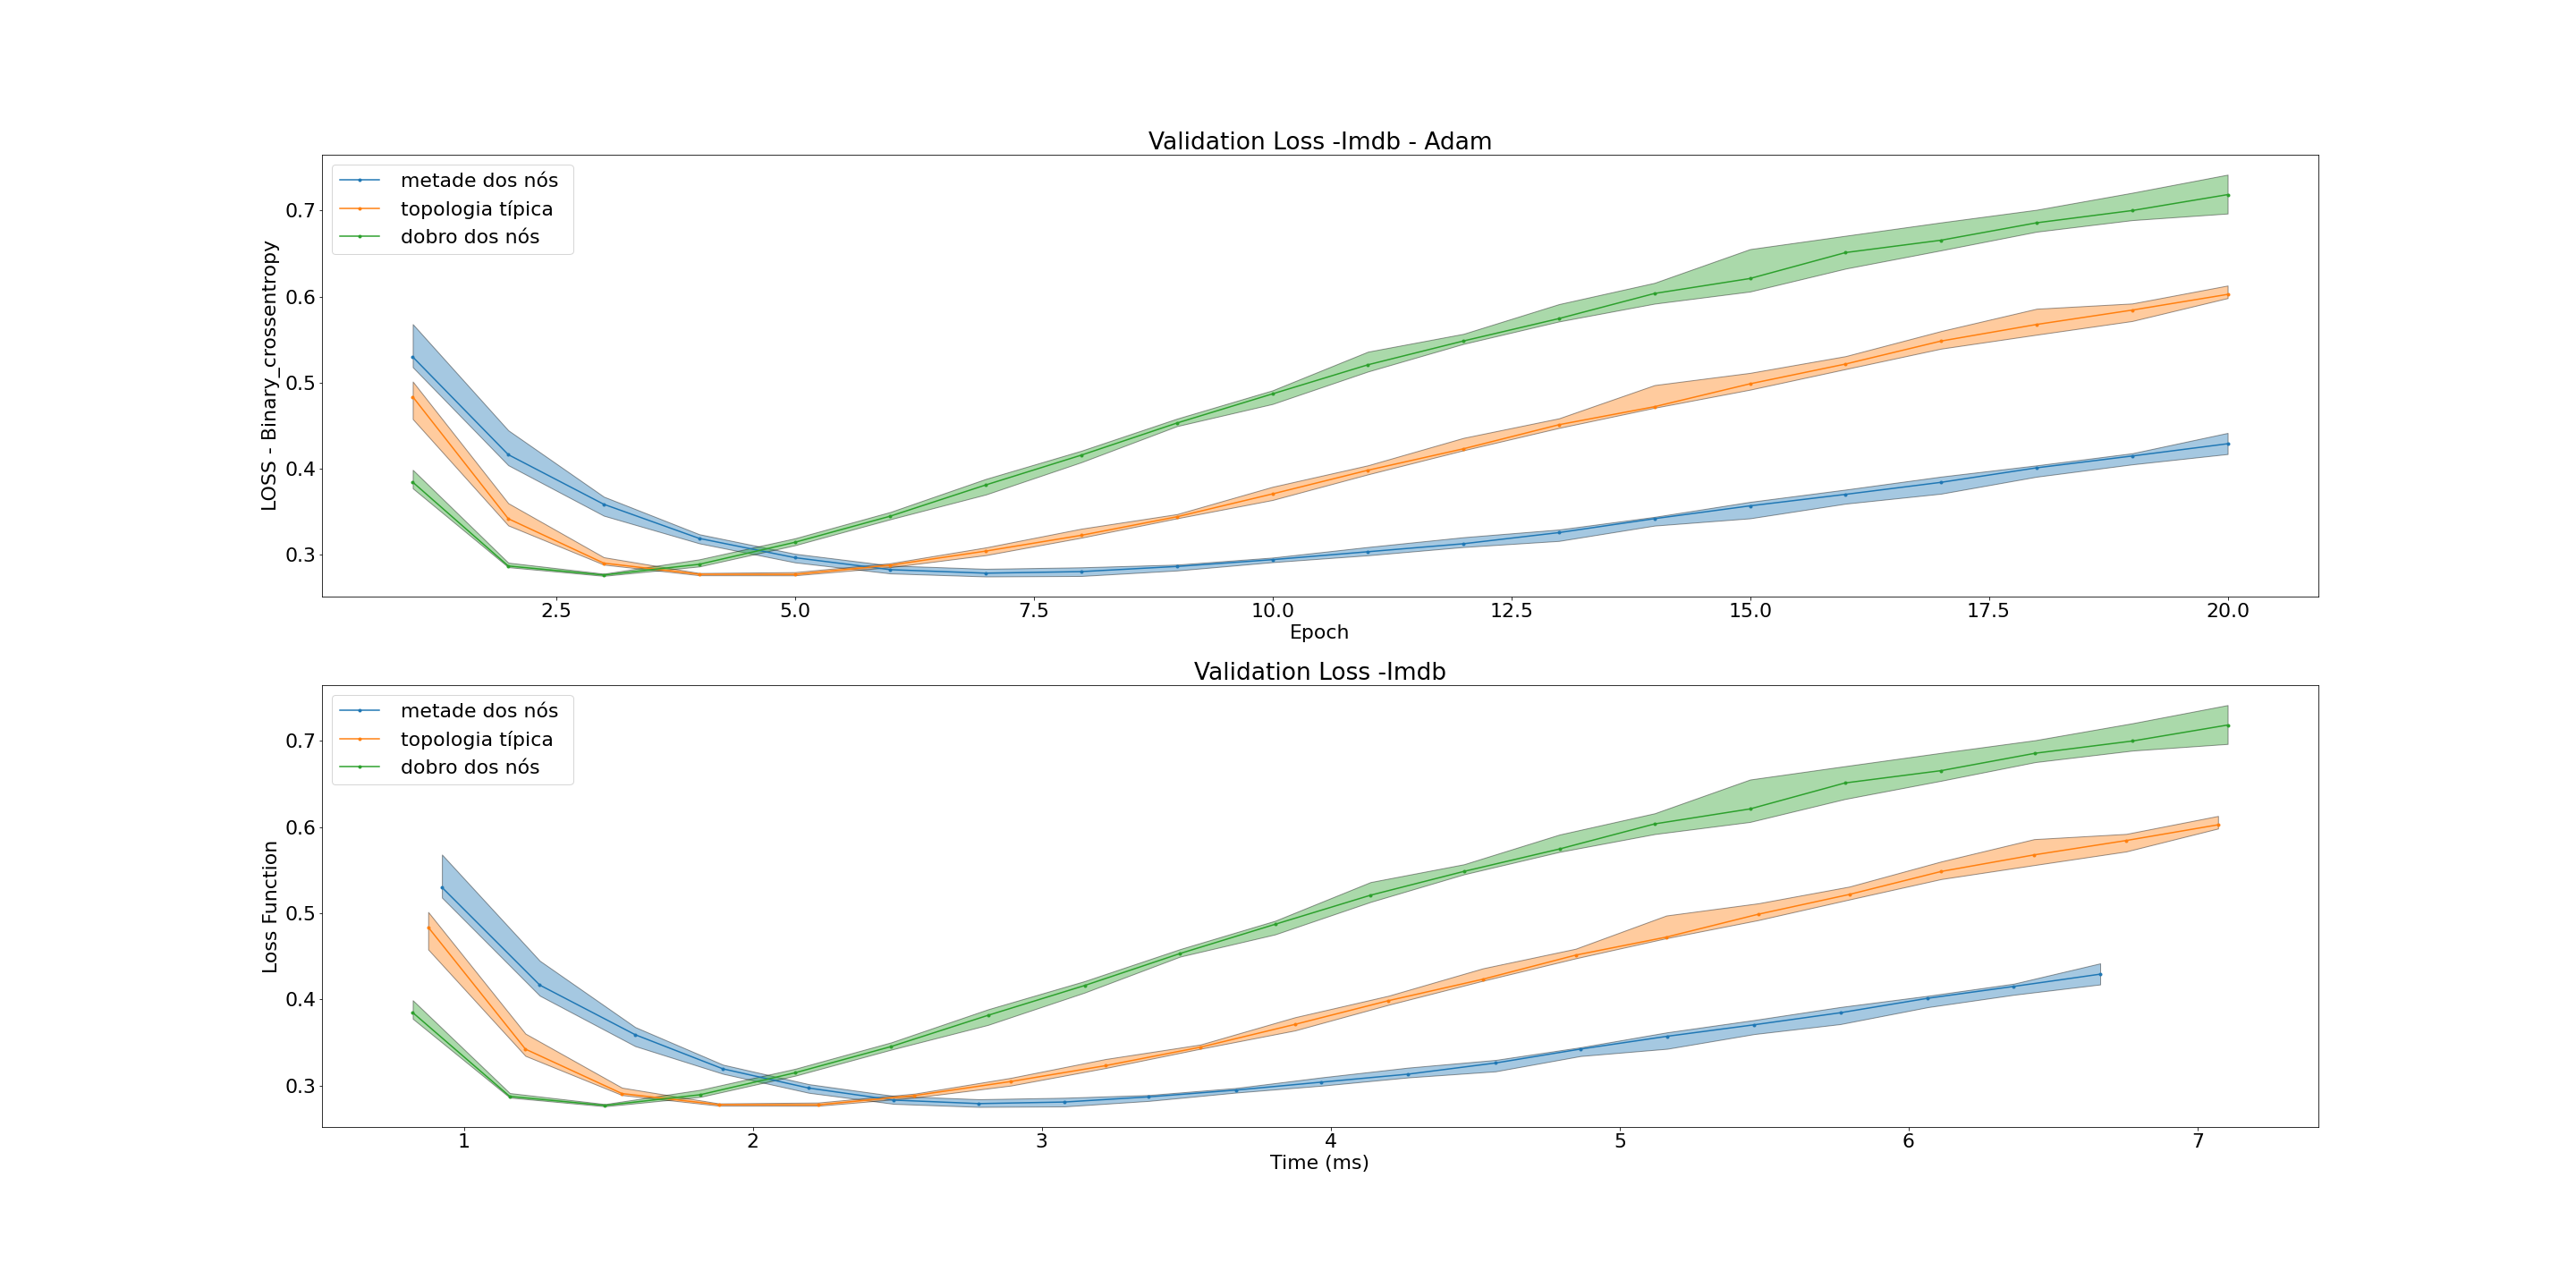 Validation Loss -Imdb - Adam
metade dos nós
topologia típica
dobro dos nós
LOSS - Binary_crossentropy
0.7
0.6
0.5
0.4
0.3
2.5 5.0 7.5 10.0 12.5 15.0 17.5 20.0
Epoch
Validation Loss -Imdb
metade dos nós
topologia típica
dobro dos nós
Loss Function
0.7
0.6
0.5
0.4
0.3
1 2 3 4 5 6 7
Time (ms)